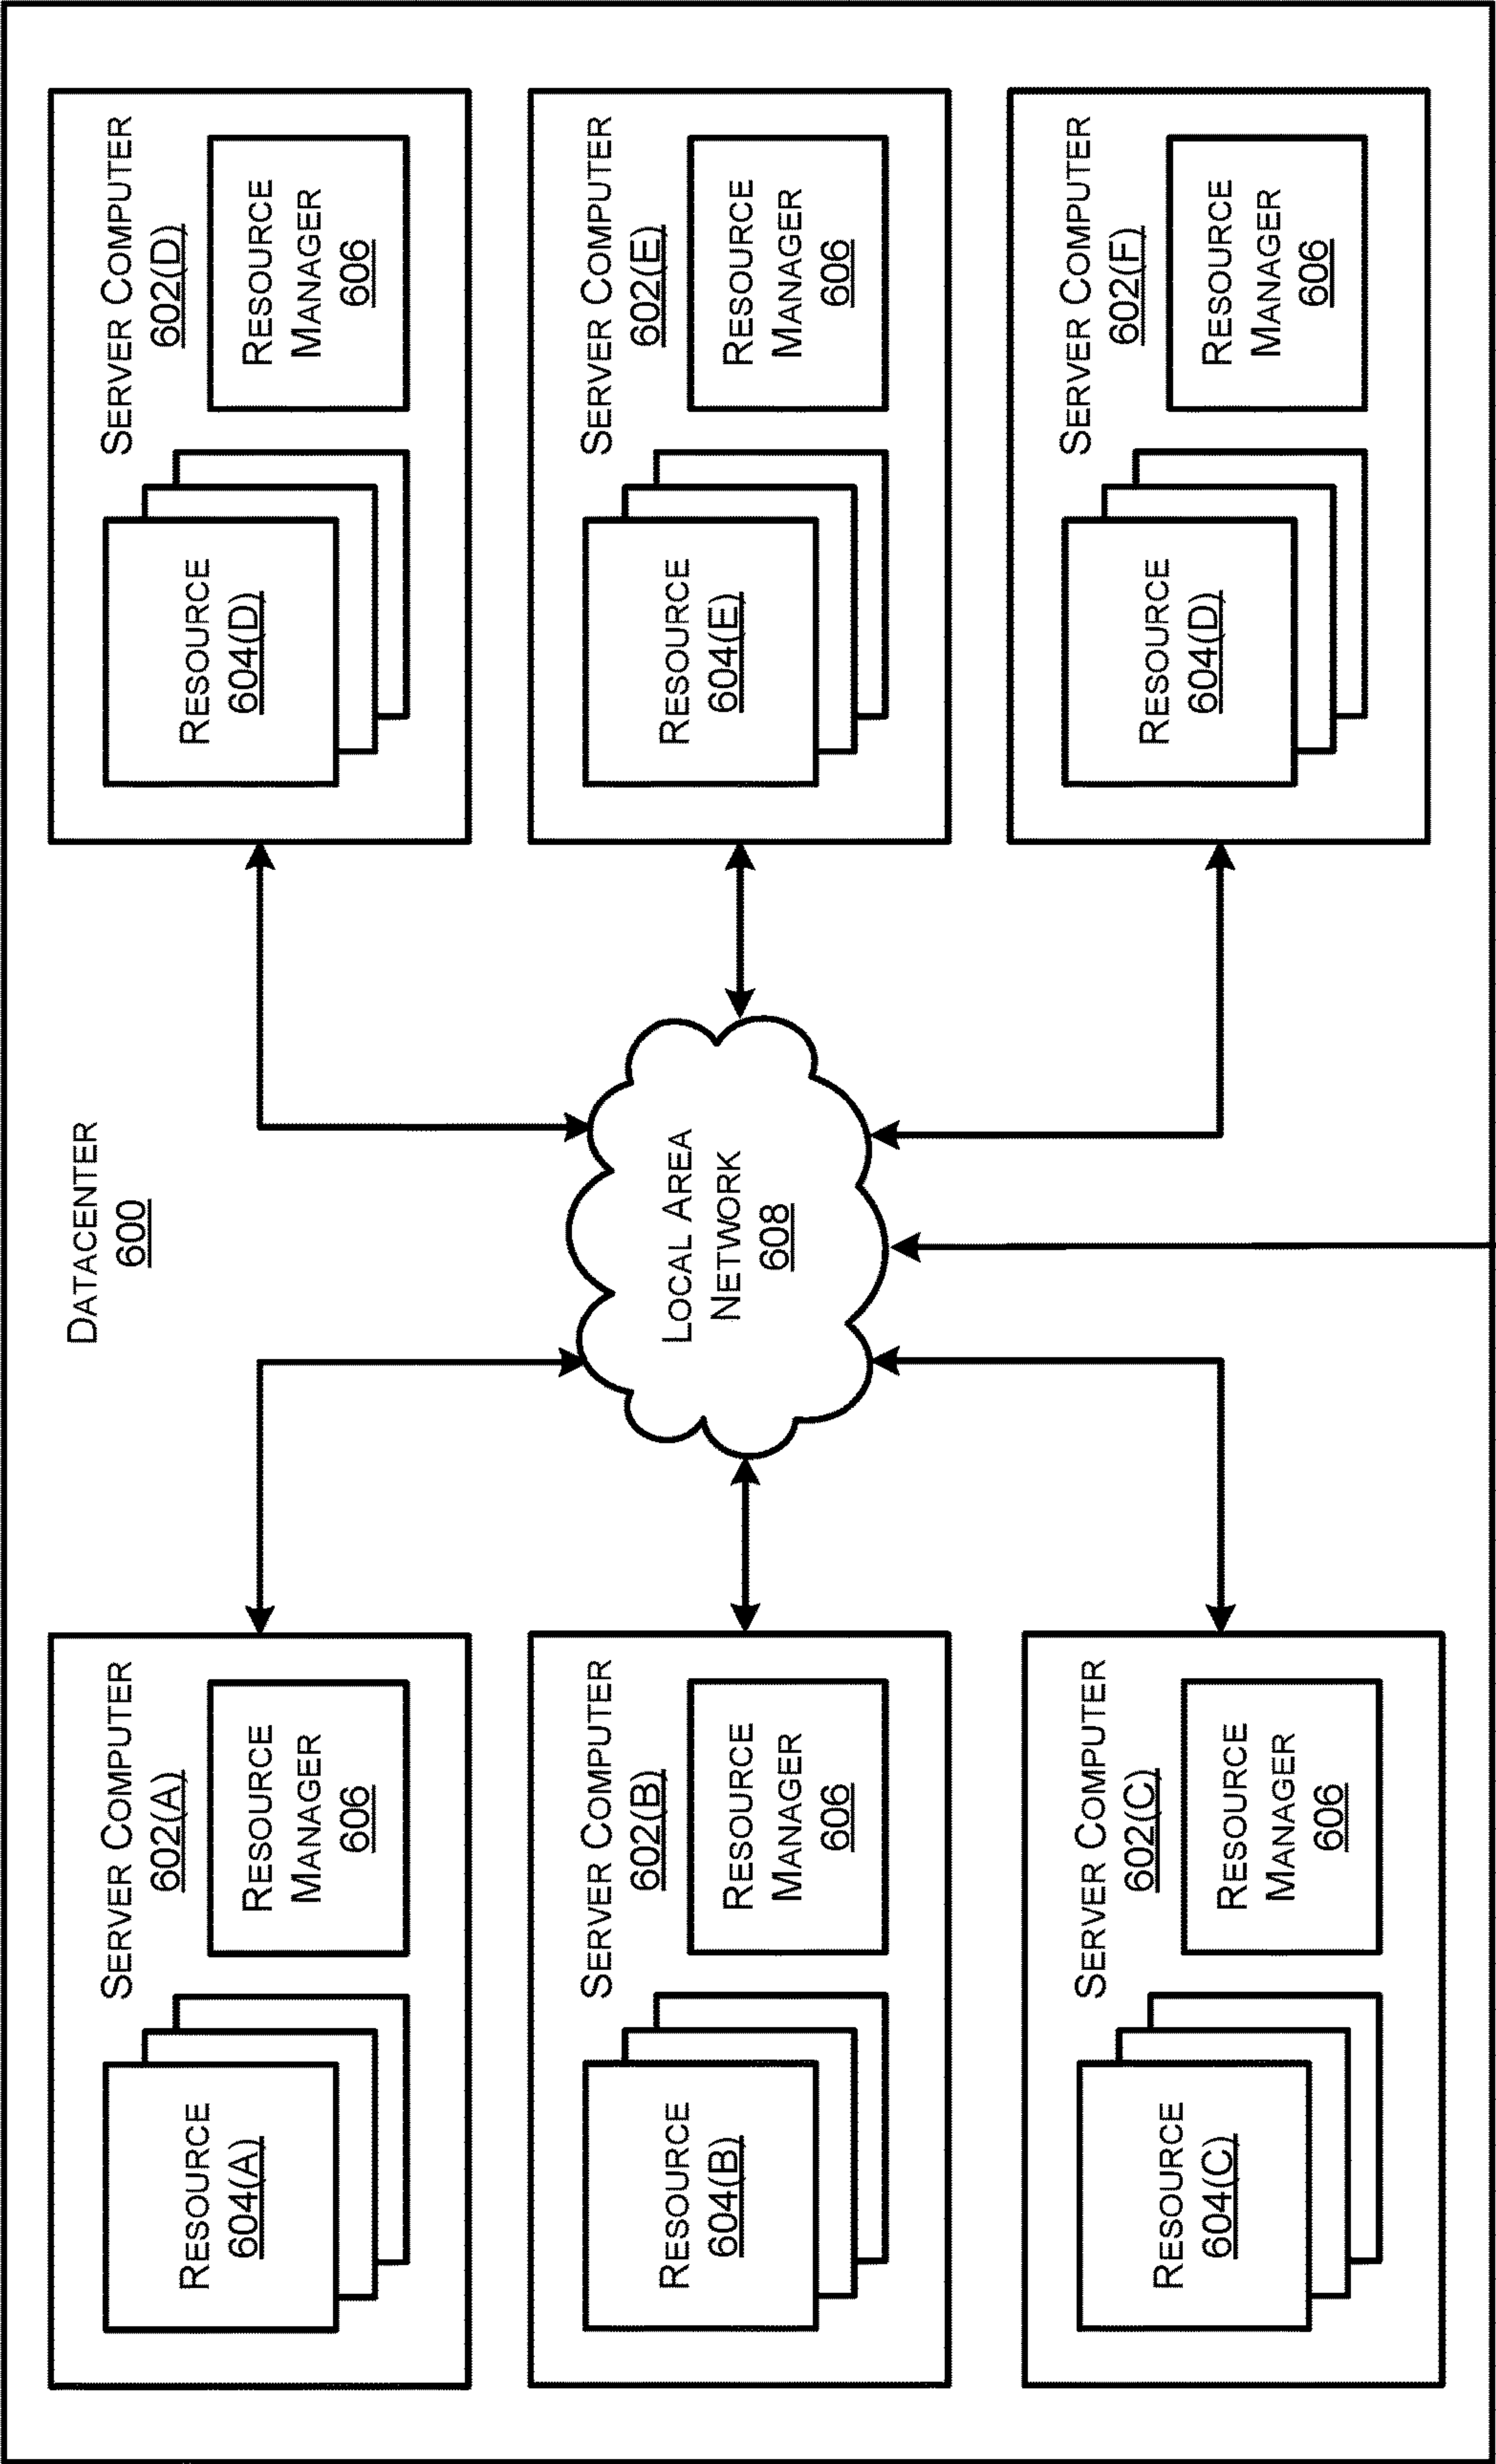 DATACENTER
600
SERVER COMPUTER
602(A)
RESOURCE
604(A)
RESOURCE
MANAGER
606
SERVER COMPUTER
602(D)
RESOURCE
604(D)
RESOURCE
MANAGER
606
SERVER COMPUTER
602(B)
RESOURCE
604(B)
RESOURCE
MANAGER
606
LOCAL AREA
NETWORK
608
SERVER COMPUTER
602(E)
RESOURCE
604(E)
RESOURCE
MANAGER
606
SERVER COMPUTER
602(C)
RESOURCE
604(C)
RESOURCE
MANAGER
606
SERVER COMPUTER
602(F)
RESOURCE
604(D)
RESOURCE
MANAGER
606